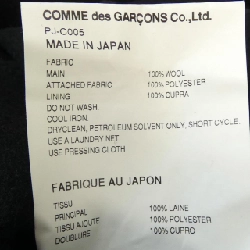 COMME des GARÇONS Co.,Ltd.
MADE IN JAPAN
FABRIC
MAIN 100% WOOL
ATTACHED FABRIC 100% POLYESTER
LINING 100% CUPRA
DO NOT WASH
COOL IRON
DRYCLEAN, PETROLEUM SOLVENT ONLY, SHORT CYCLE.
USE A LAUNDRY NET
USE PRESSING CLOTH
FABRIQUE AU JAPON
TISSU
PRINCIPAL 100% LAINE
TISSU AJOUTE 100% POLYESTER
DOUBLURE 100% CUPRO